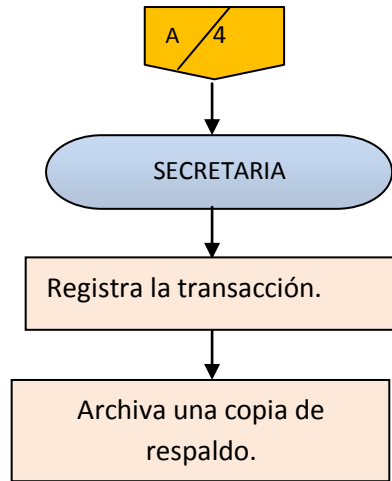 A 4
SECRETARIA
Registra la transacción.
Archiva una copia de
respaldo.